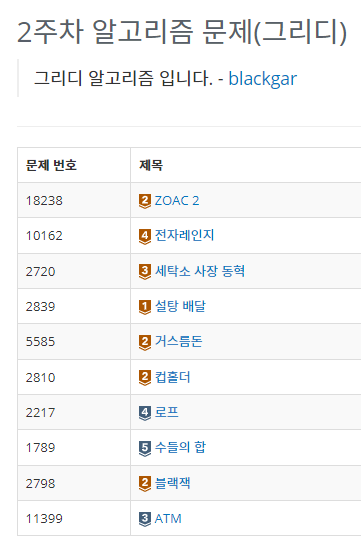 2주차 알고리즘 문제(그리디)
그리디 알고리즘 입니다. - blackgar
문제 번호 제목
18238 2 ZOAC 2
10162 4 전자레인지
2720 3 세탁소 사장 동혁
2839 1 설탕 배달
5585 2 거스름돈
2810 2 컵홀더
2217 4 로프
1789 5 수들의 합
2798 2 블랙잭
11399 3 ATM